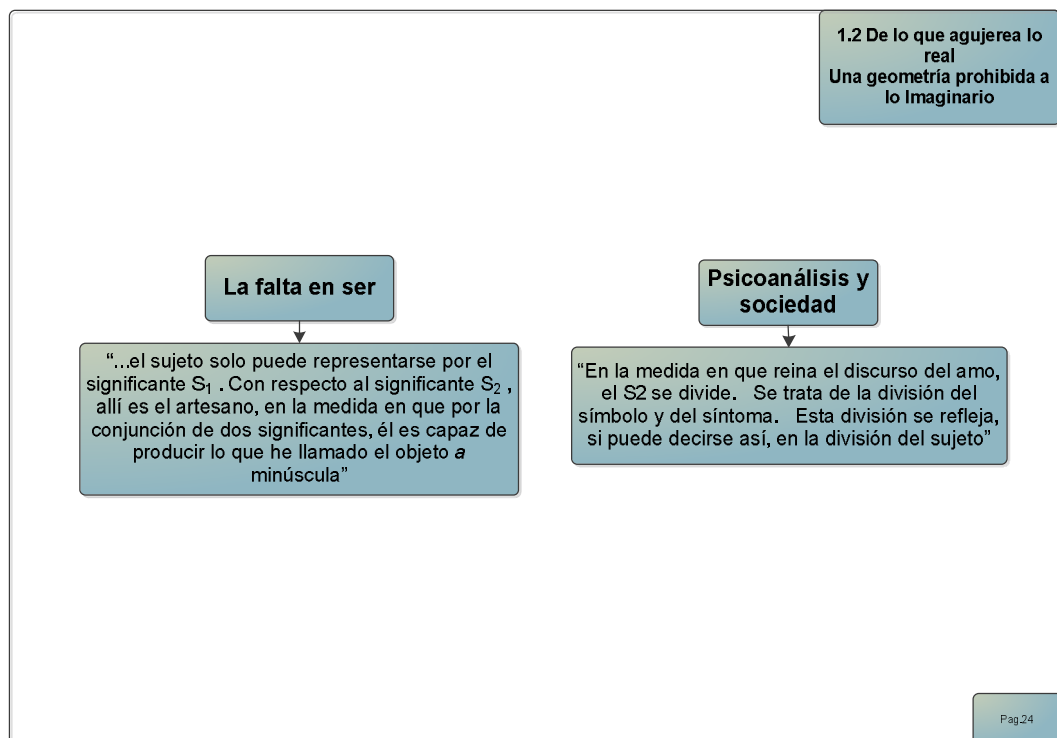 1.2 De lo que agujerea lo
real
Una geometría prohibida a
lo Imaginario
La falta en ser
“...el sujeto solo puede representarse por el
significante S₁ . Con respecto al significante S₂ ,
allí es el artesano, en la medida en que por la
conjunción de dos significantes, él es capaz de
producir lo que he llamado el objeto a
minúscula”
Psicoanálisis y
sociedad
“En la medida en que reina el discurso del amo,
el S2 se divide. Se trata de la división del
símbolo y del síntoma. Esta división se refleja,
si puede decirse así, en la división del sujeto”
Pag.24